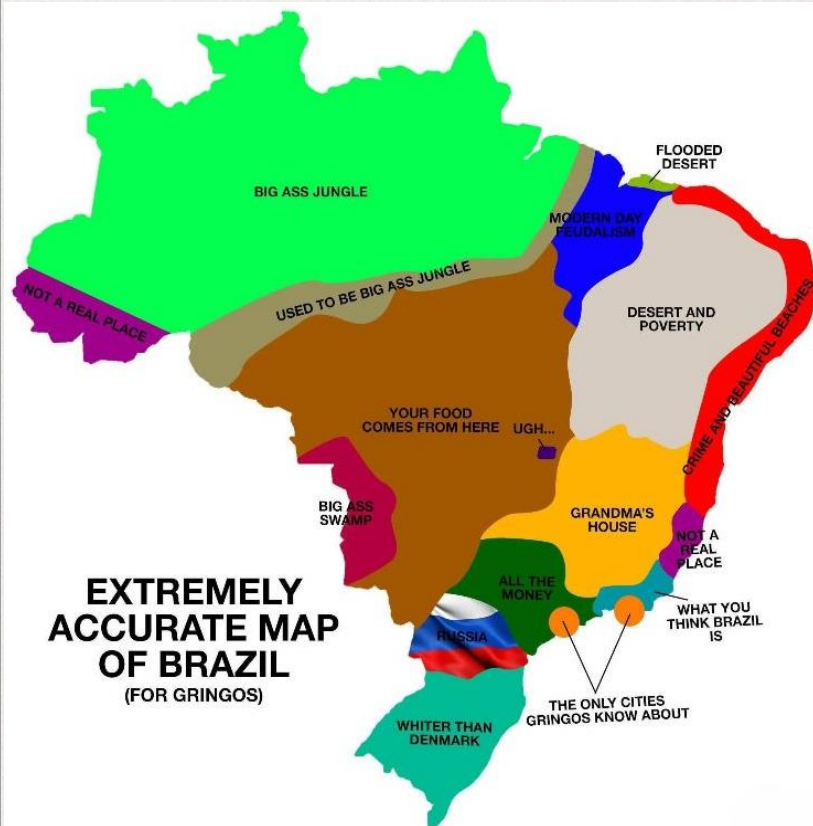 FLOODED
DESERT
BIG ASS JUNGLE
MODERN DAY
FEUDALISM
NOT A REAL PLACE
USED TO BE BIG ASS JUNGLE
DESERT AND
POVERTY
CRIME AND BEAUTIFUL BEACHES
YOUR FOOD
COMES FROM HERE
UGH...
BIG ASS
SWAMP
GRANDMA'S
HOUSE
NOT A
REAL
PLACE
ALL THE
MONEY
WHAT YOU
THINK BRAZIL
IS
RUSSIA
EXTREMELY
ACCURATE MAP
OF BRAZIL
(FOR GRINGOS)
THE ONLY CITIES
GRINGOS KNOW ABOUT
WHITER THAN
DENMARK